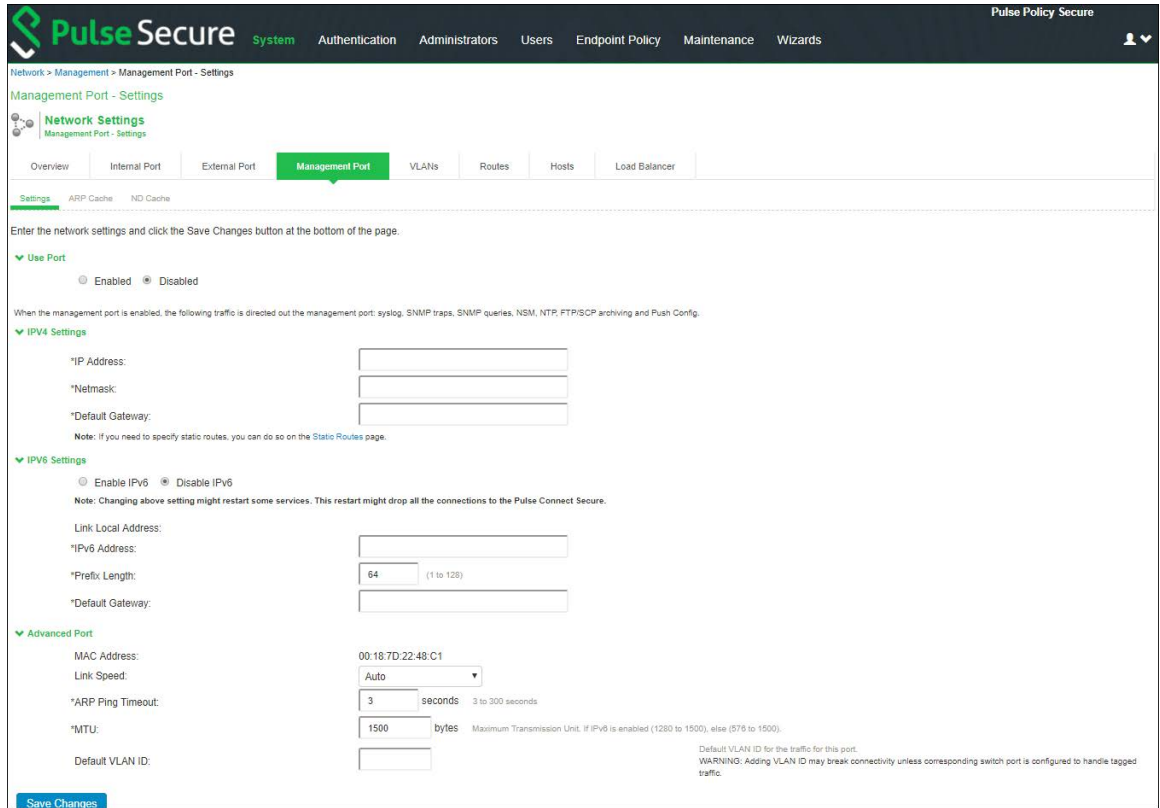 Pulse Policy Secure
Pulse Secure System Authentication Administrators Users Endpoint Policy Maintenance Wizards
Network > Management > Management Port - Settings
Management Port - Settings
Network Settings
Management Port - Settings
Overview Internal Port External Port Management Port VLANs Routes Hosts Load Balancer
Settings ARP Cache ND Cache
Enter the network settings and click the Save Changes button at the bottom of the page.
Use Port
Enabled Disabled
When the management port is enabled, the following traffic is directed out the management port: syslog, SNMP traps, SNMP queries, NSM, NTP, FTP/SCP archiving and Push Config.
IPV4 Settings
*IP Address:
*Netmask:
*Default Gateway:
Note: If you need to specify static routes, you can do so on the Static Routes page.
IPV6 Settings
Enable IPv6 Disable IPv6
Note: Changing above setting might restart some services. This restart might drop all the connections to the Pulse Connect Secure.
Link Local Address:
*IPv6 Address:
*Prefix Length: 64 (1 to 128)
*Default Gateway:
Advanced Port
MAC Address: 00:18:7D:22:48:C1
Link Speed: Auto
*ARP Ping Timeout: 3 seconds 3 to 300 seconds
*MTU: 1500 bytes Maximum Transmission Unit. If IPv6 is enabled (1280 to 1500), else (576 to 1500).
Default VLAN ID: Default VLAN ID for the traffic for this port.
WARNING: Adding VLAN ID may break connectivity unless corresponding switch port is configured to handle tagged
traffic.
Save Changes